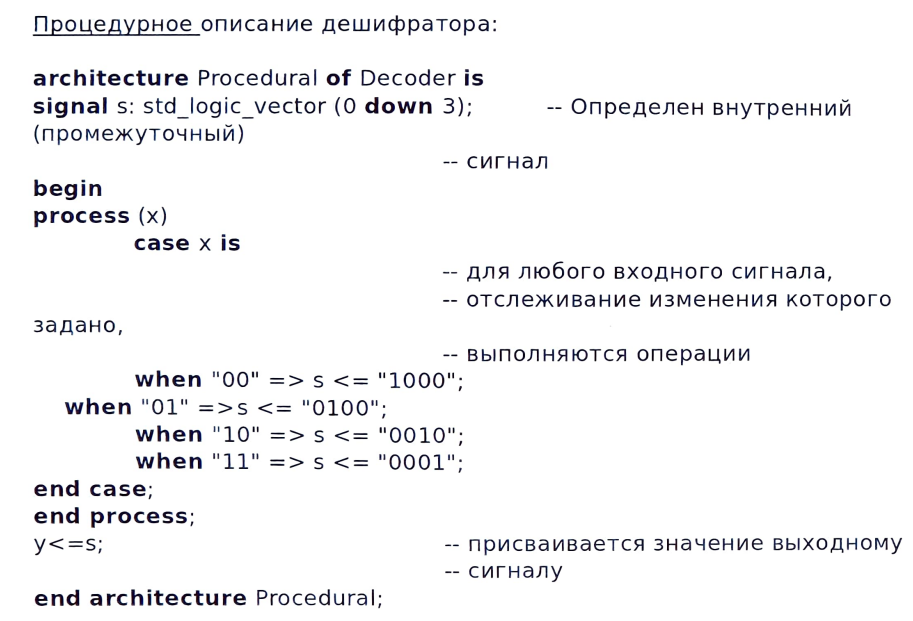 Процедурное описание дешифратора:
architecture Procedural of Decoder is
signal s: std_logic_vector (0 down 3); -- Определен внутренний
(промежуточный)
-- сигнал
begin
process (x)
case x is
-- для любого входного сигнала,
-- отслеживание изменения которого
задано,
-- выполняются операции
when "00" => s <= "1000";
when "01" =>s <= "0100";
when "10" => s <= "0010";
when "11" => s <= "0001";
end case;
end process;
y<=s; -- присваивается значение выходному
-- сигналу
end architecture Procedural;